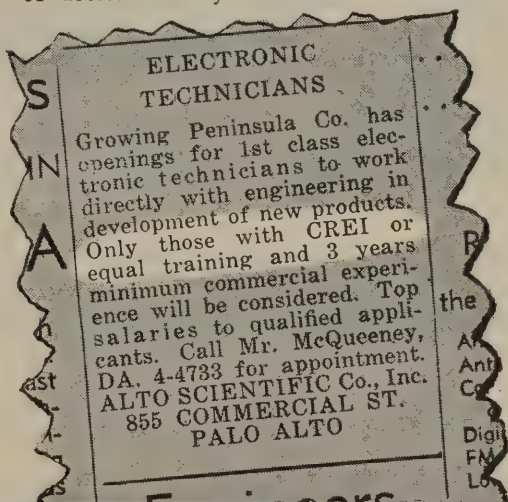 S
ELECTRONIC
TECHNICIANS
IN
A
Growing Peninsula Co. has
openings for 1st class elec-
tronic technicians to work
directly with engineering in
development of new products.
Only those with CREI or
equal training and 3 years
minimum commercial experi-
ence will be considered. Top
salaries to qualified appli-
cants. Call Mr. McQueeney,
DA. 4-4733 for appointment.
ALTO SCIENTIFIC Co., Inc.
855 COMMERCIAL ST.
PALO ALTO
R
the
Digi
FM